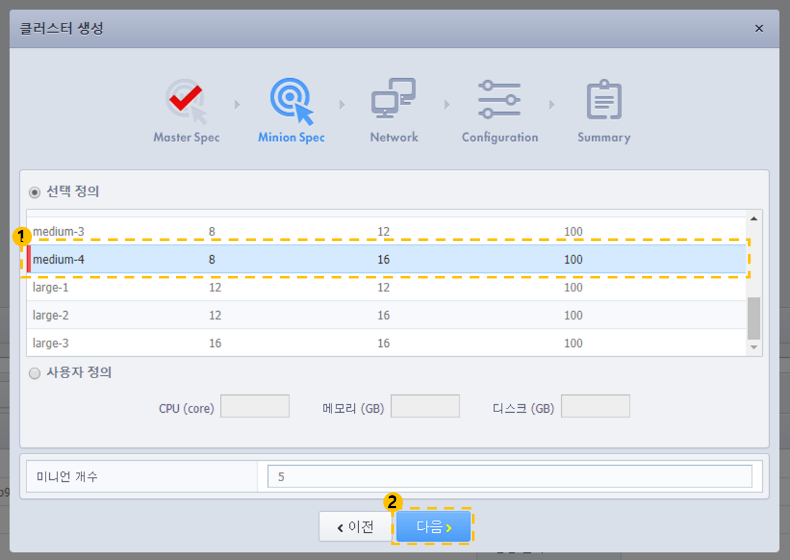 클러스터 생성 ×
Master Spec Minion Spec Network Configuration Summary
선택 정의
1
medium-3 8 12 100
medium-4 8 16 100
large-1 12 12 100
large-2 12 16 100
large-3 16 16 100
사용자 정의
CPU (core) 메모리 (GB) 디스크 (GB)
미니언 개수 5
2
이전 다음